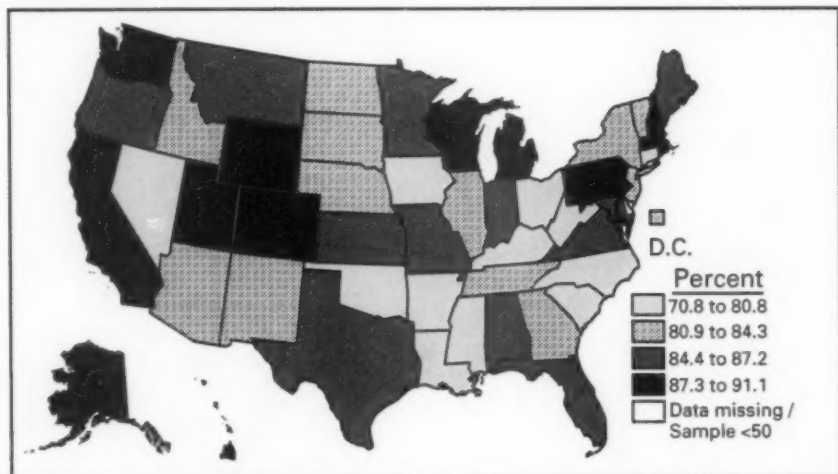 D.C.
Percent
70.8 to 80.8
80.9 to 84.3
84.4 to 87.2
87.3 to 91.1
Data missing /
Sample <50